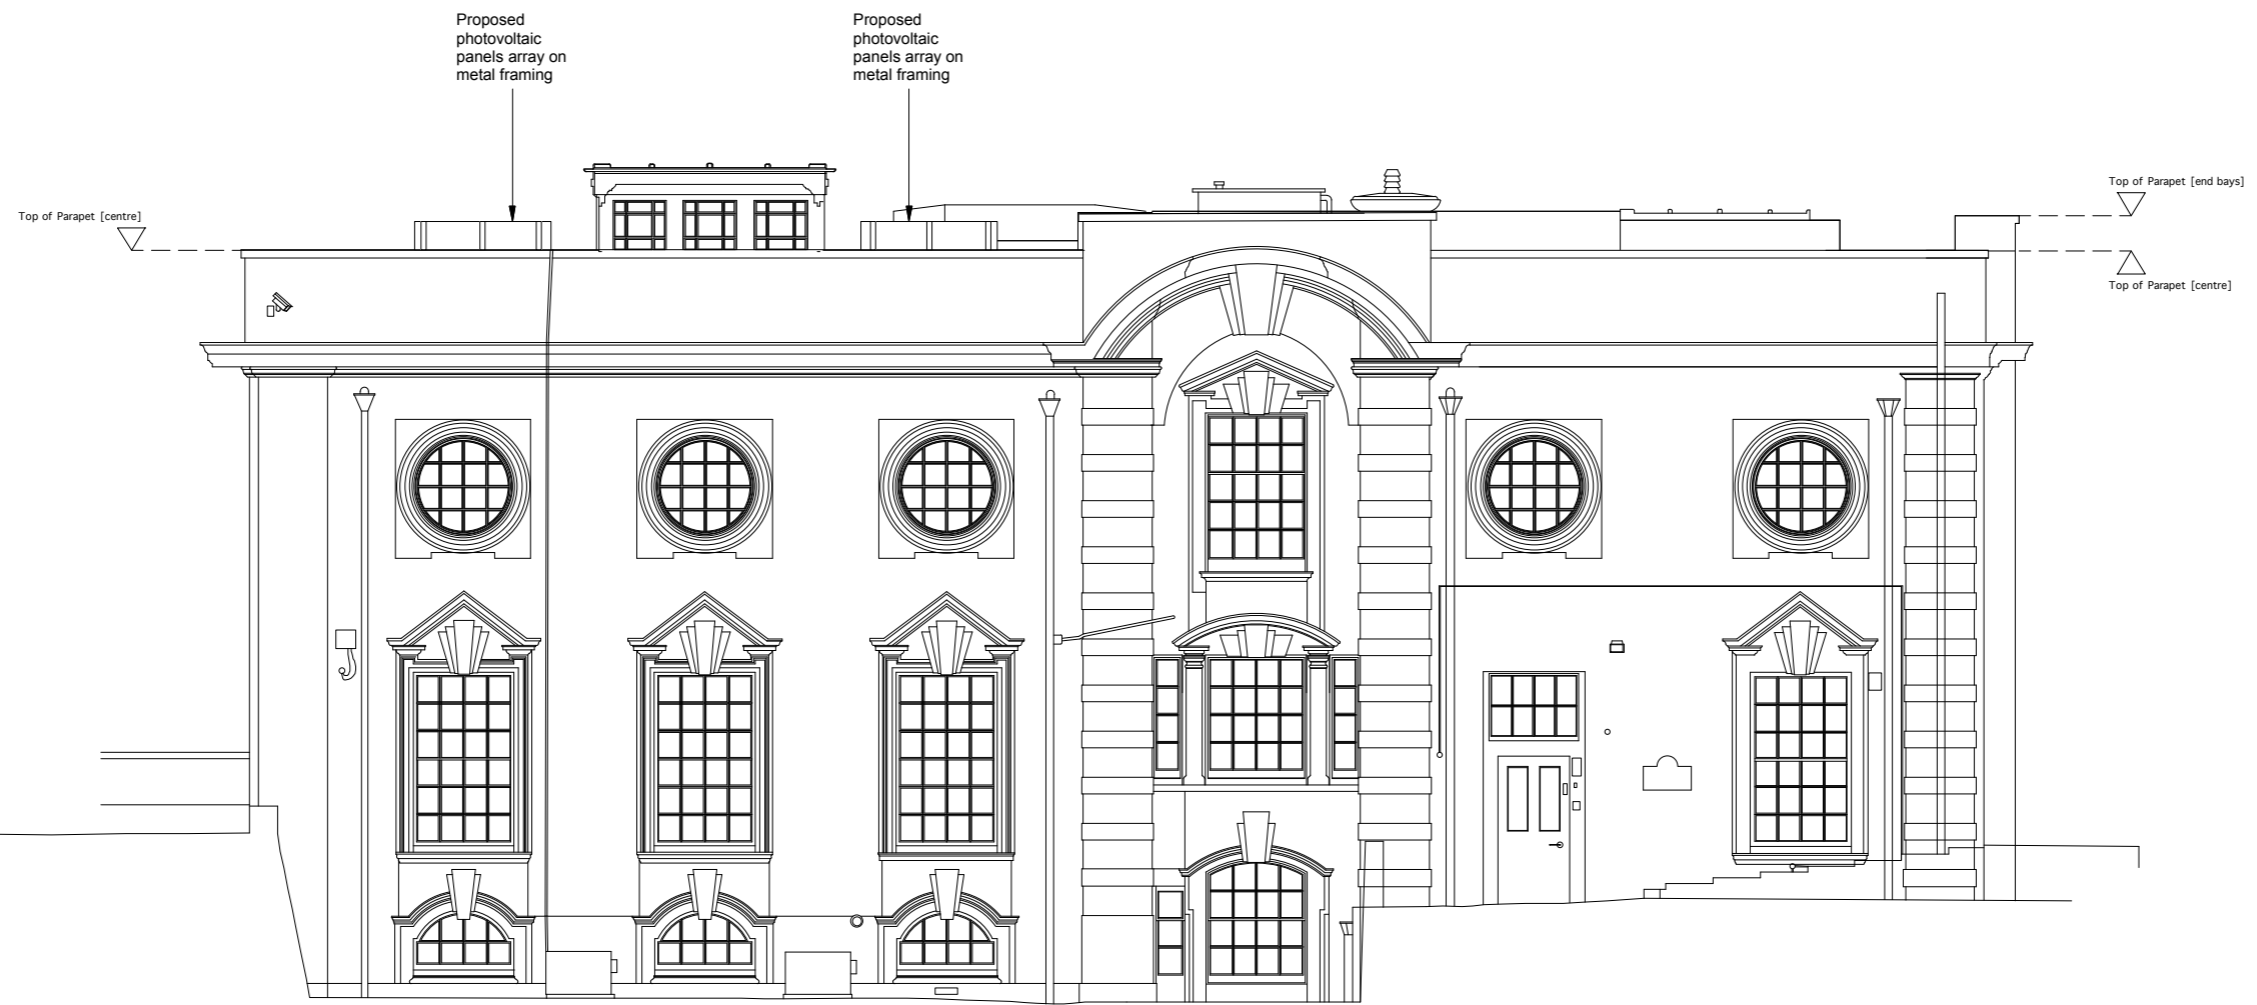 Proposed
photovoltaic
panels array on
metal framing
Proposed
photovoltaic
panels array on
metal framing
Top of Parapet [centre]
Top of Parapet [end bays]
Top of Parapet [centre]